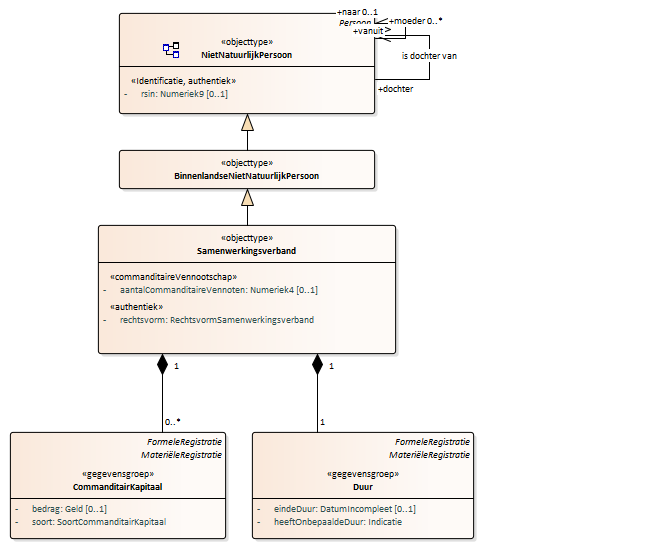 +naar 0..1
Persoon
+moeder 0..*
+vanuit
is dochter van
+dochter
«objecttype»
NietNatuurlijkPersoon
«Identificatie, authentiek»
- rsin: Numeriek9 [0..1]
«objecttype»
BinnenlandseNietNatuurlijkPersoon
«objecttype»
Samenwerkingsverband
«commanditaireVennootschap»
- aantalCommanditaireVennoten: Numeriek4 [0..1]
«authentiek»
- rechtsvorm: RechtsvormSamenwerkingsverband
1
1
0..*
1
FormeleRegistratie
MateriëleRegistratie
«gegevensgroep»
CommanditairKapitaal
- bedrag: Geld [0..1]
- soort: SoortCommanditairKapitaal
FormeleRegistratie
MateriëleRegistratie
«gegevensgroep»
Duur
- eindeDuur: DatumIncompleet [0..1]
- heeftOnbepaaldeDuur: Indicatie